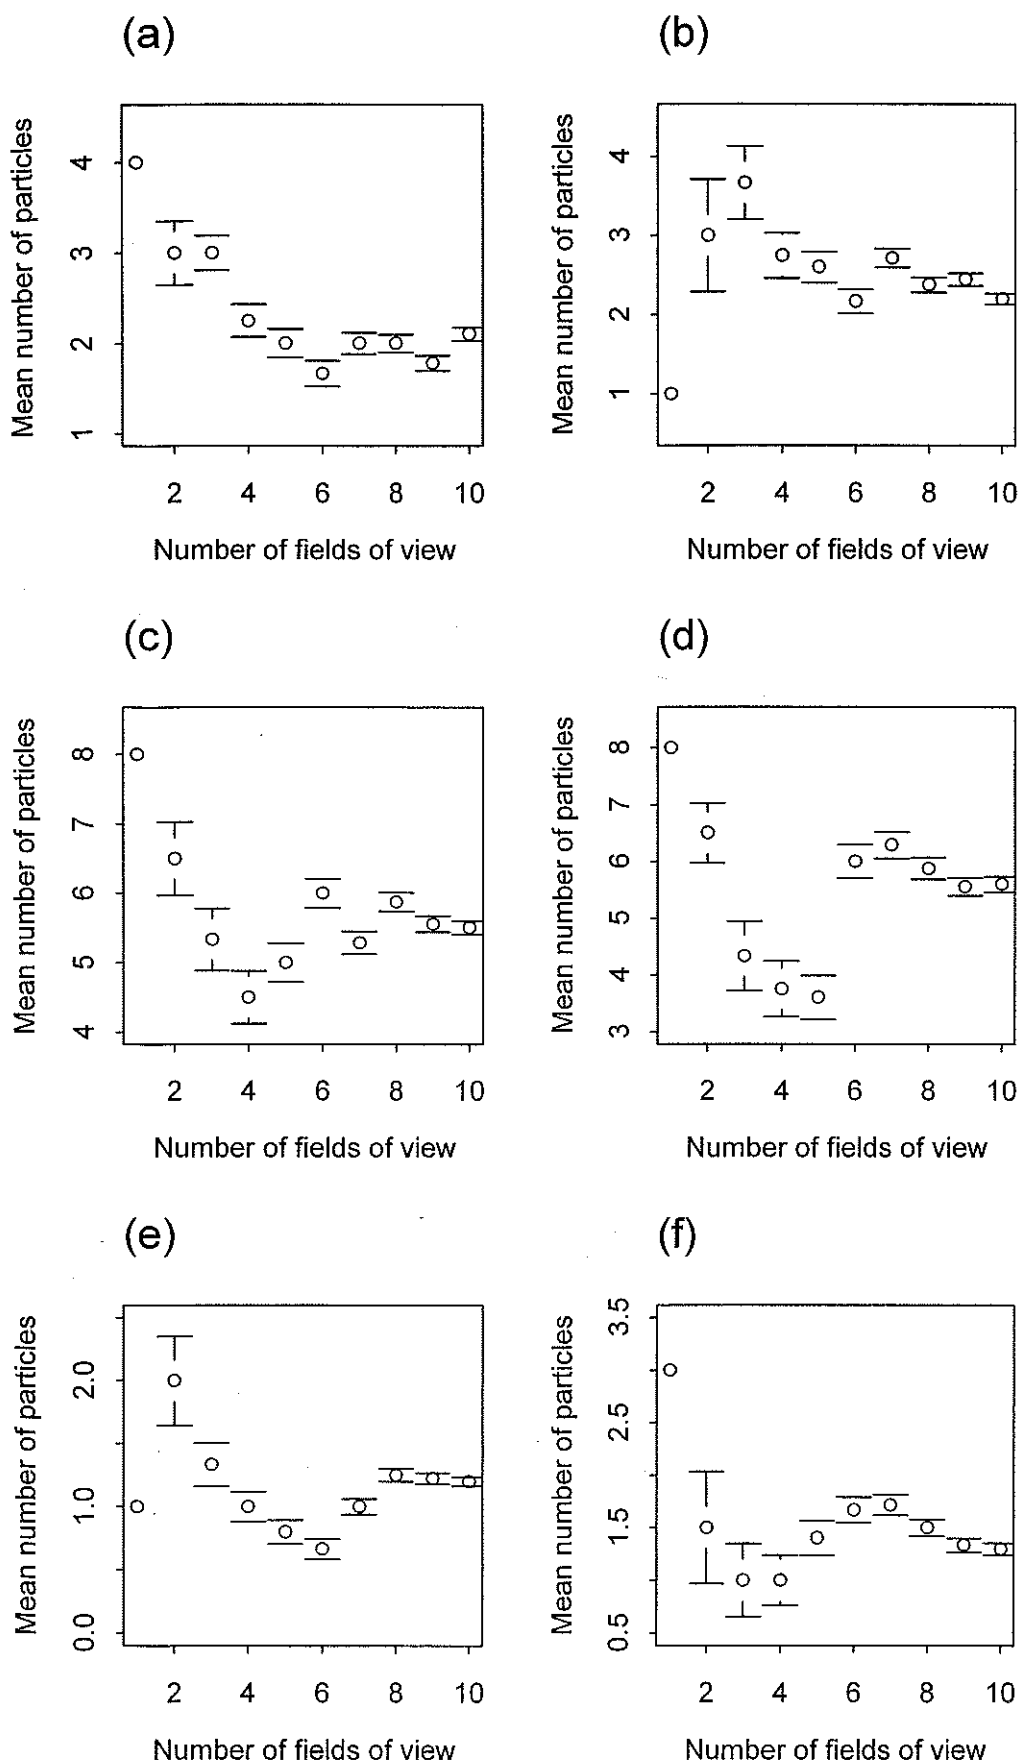 (a)
Mean number of particles
4
3
2
1
2 4 6 8 10
Number of fields of view
(b)
Mean number of particles
4
3
2
1
2 4 6 8 10
Number of fields of view
(c)
Mean number of particles
8
7
6
5
4
2 4 6 8 10
Number of fields of view
(d)
Mean number of particles
8
7
6
5
4
3
2 4 6 8 10
Number of fields of view
(e)
Mean number of particles
2.0
1.0
0.0
2 4 6 8 10
Number of fields of view
(f)
Mean number of particles
3.5
2.5
1.5
0.5
2 4 6 8 10
Number of fields of view